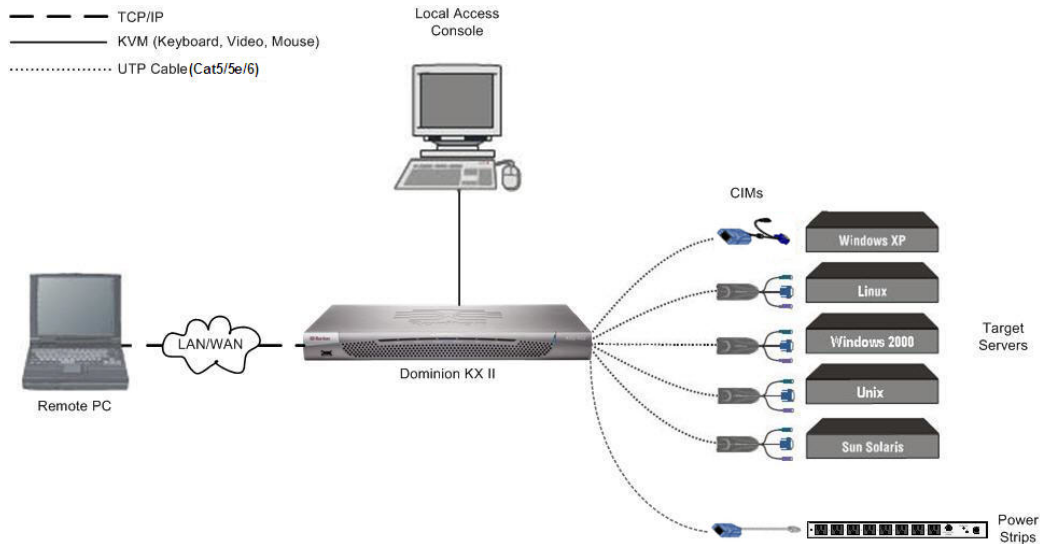 TCP/IP
KVM (Keyboard, Video, Mouse)
UTP Cable(Cat5/5e/6)
Local Access
Console
CIMs
Windows XP
Linux
Windows 2000
Unix
Sun Solaris
Target
Servers
LAN/WAN
Remote PC
Dominion KX II
Power
Strips